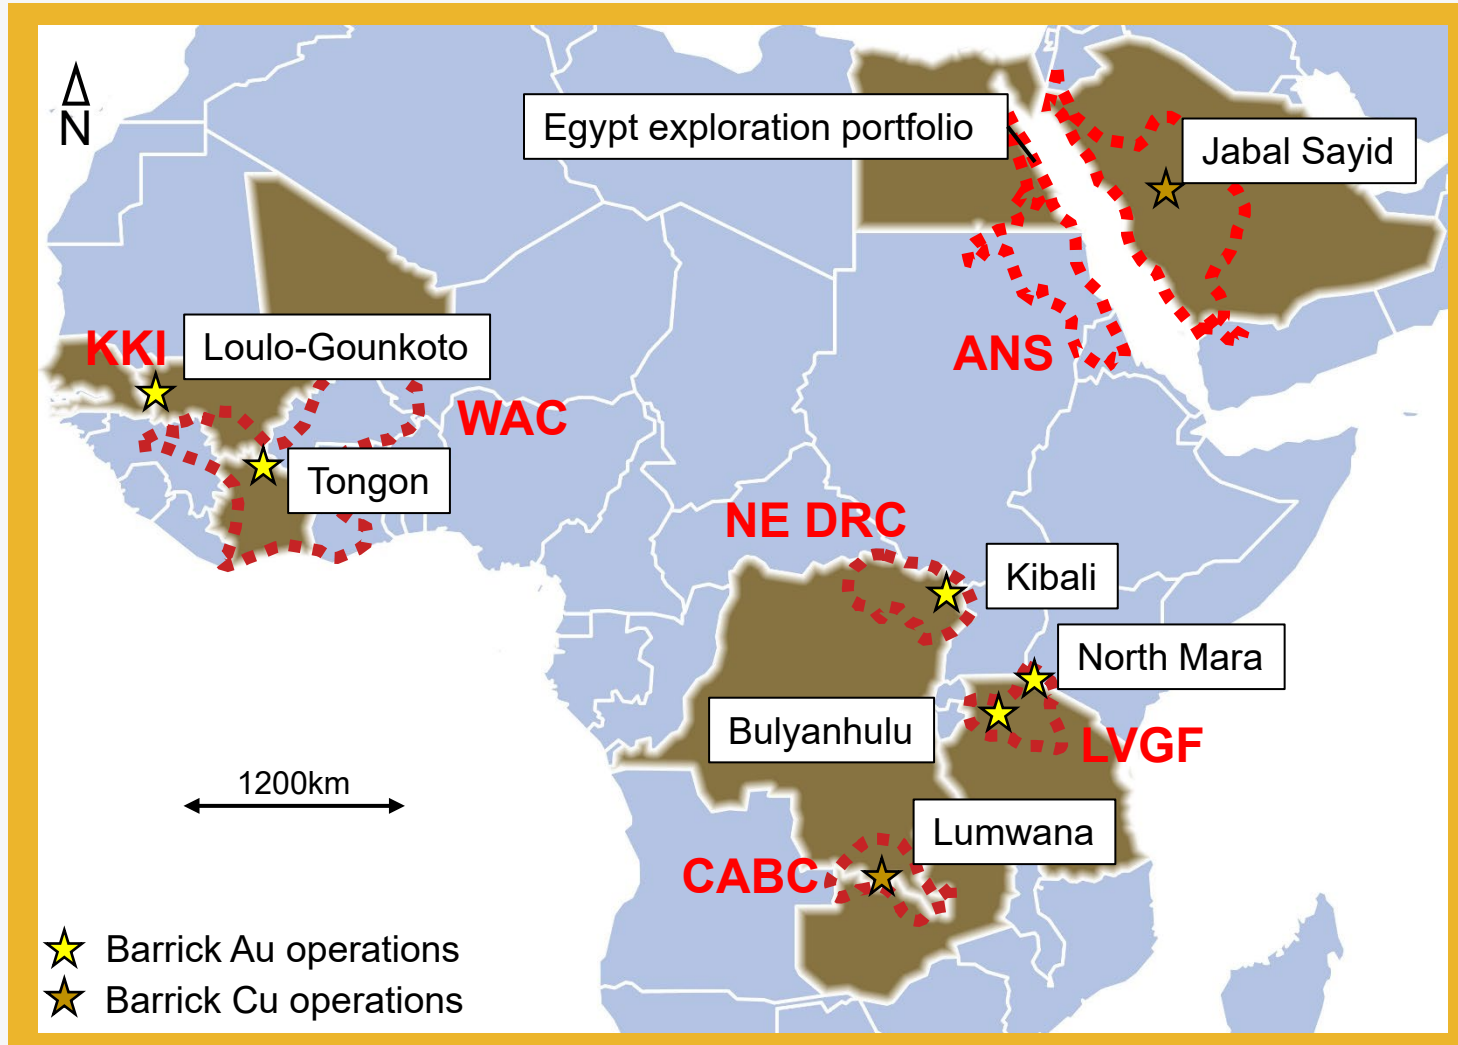 N
Egypt exploration portfolio
Jabal Sayid
KKI
Loulo-Gounkoto
ANS
WAC
Tongon
NE DRC
Kibali
North Mara
Bulyanhulu
LVGF
1200km
Lumwana
CABC
Barrick Au operations
Barrick Cu operations